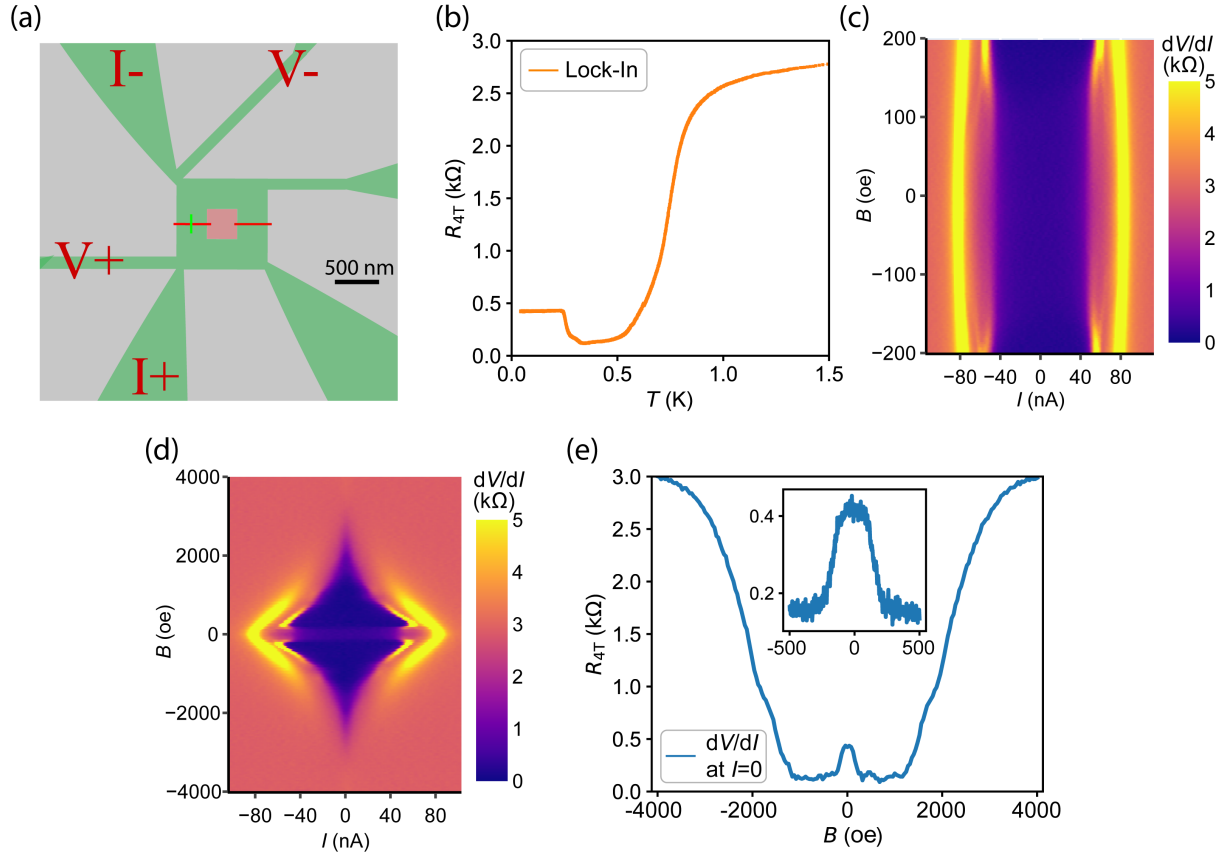 (a)
I-
V-
V+
500 nm
I+
(b)
3.0
2.5
2.0
1.5
1.0
0.5
0.0
R4T (kΩ)
Lock-In
0.0 0.5 1.0 1.5
T (K)
(c)
200
100
0
−100
−200
B (oe)
−80 −40 0 40 80
I (nA)
dV/dI
(kΩ)
5
4
3
2
1
0
(d)
4000
2000
0
−2000
−4000
B (oe)
−80 −40 0 40 80
I (nA)
dV/dI
(kΩ)
5
4
3
2
1
0
(e)
3.0
2.5
2.0
1.5
1.0
0.5
0.0
R4T (kΩ)
0.4
0.2
-500 0 500
dV/dI
at I=0
-4000 -2000 0 2000 4000
B (oe)